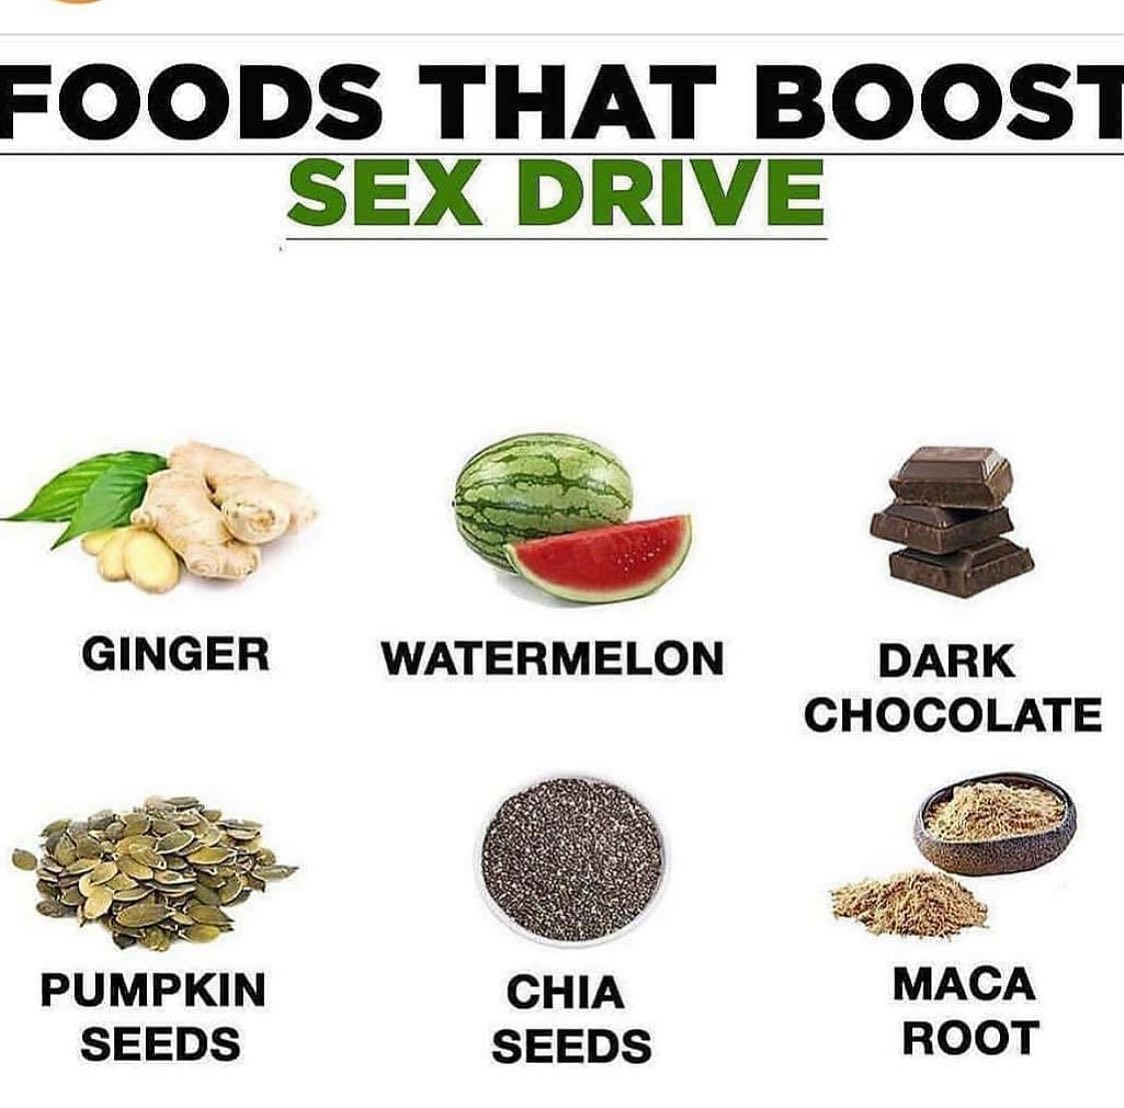 FOODS THAT BOOST
SEX DRIVE
GINGER
WATERMELON
DARK
CHOCOLATE
PUMPKIN
SEEDS
CHIA
SEEDS
MACA
ROOT